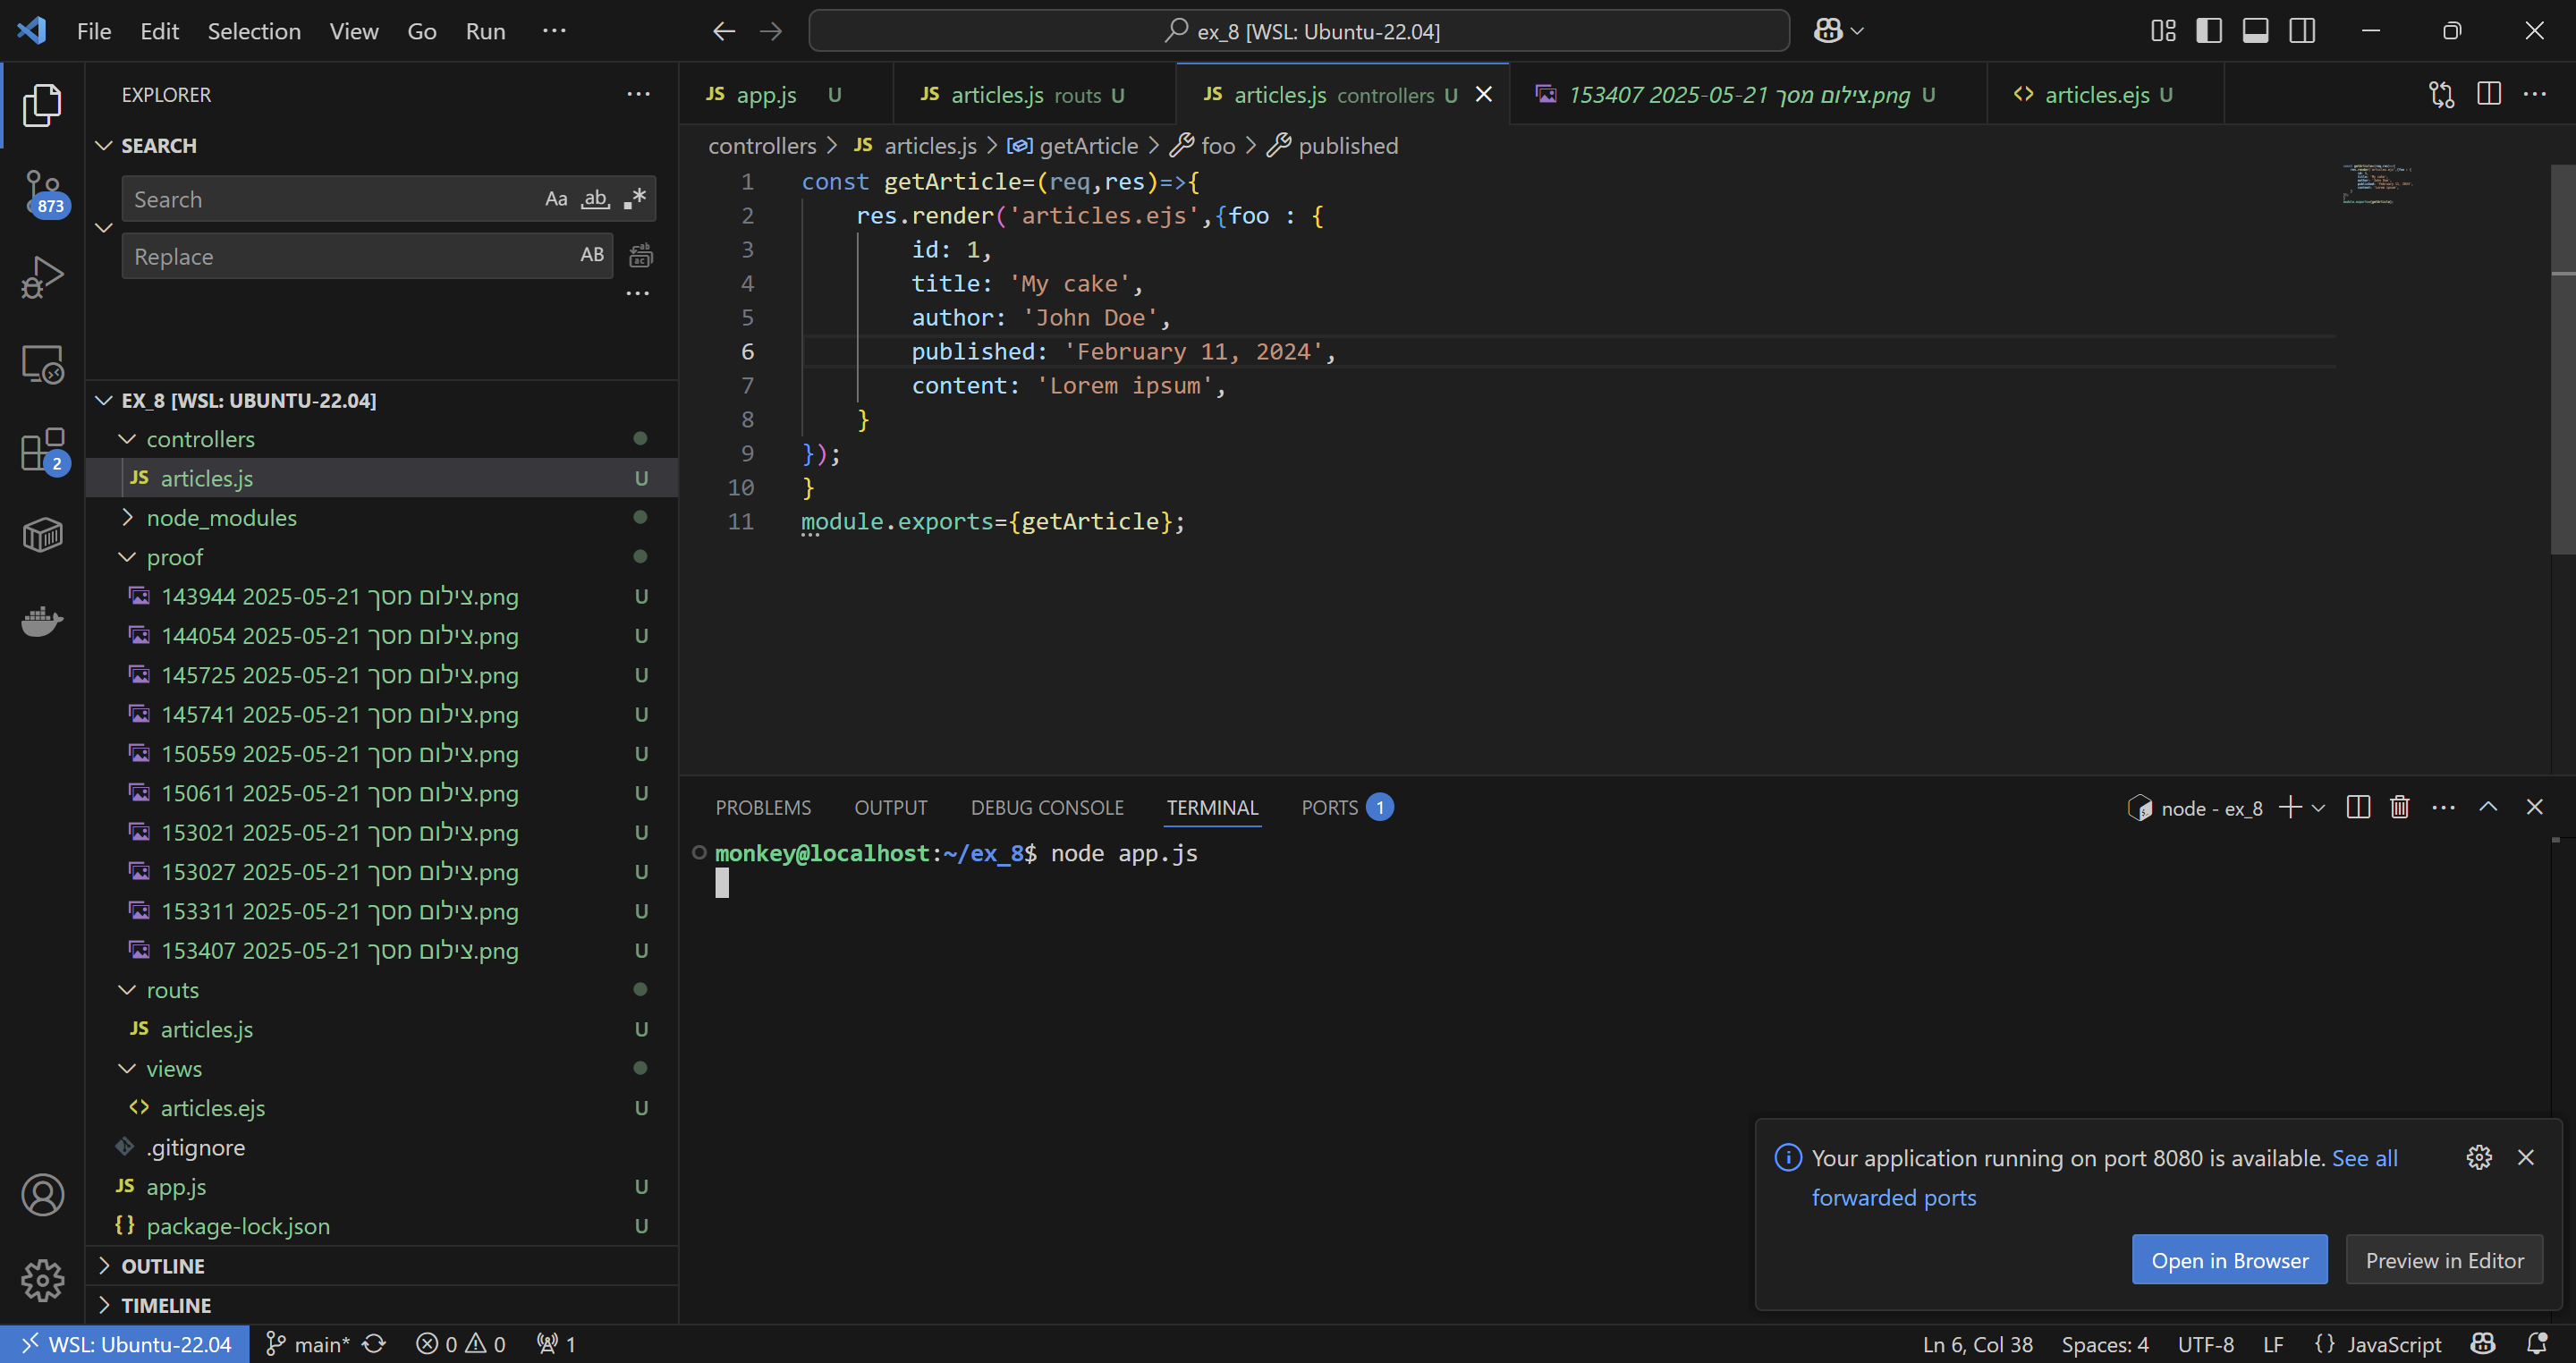 File Edit Selection View Go Run ···
ex_8 [WSL: Ubuntu-22.04]
EXPLORER
SEARCH
Search
Aa ab .*
Replace
AB
EX_8 [WSL: UBUNTU-22.04]
controllers
JS articles.js U
node_modules
proof
צילום מסך 2025-05-21 143944.png U
צילום מסך 2025-05-21 144054.png U
צילום מסך 2025-05-21 145725.png U
צילום מסך 2025-05-21 145741.png U
צילום מסך 2025-05-21 150559.png U
צילום מסך 2025-05-21 150611.png U
צילום מסך 2025-05-21 153021.png U
צילום מסך 2025-05-21 153027.png U
צילום מסך 2025-05-21 153311.png U
צילום מסך 2025-05-21 153407.png U
routs
JS articles.js U
views
<> articles.ejs U
.gitignore
JS app.js U
{} package-lock.json U
OUTLINE
TIMELINE
873
2
JS app.js U
JS articles.js routs U
JS articles.js controllers U
צילום מסך 2025-05-21 153407.png U
<> articles.ejs U
controllers > JS articles.js > getArticle > foo > published
1 const getArticle=(req,res)=>{
2 res.render('articles.ejs',{foo : {
3 id: 1,
4 title: 'My cake',
5 author: 'John Doe',
6 published: 'February 11, 2024',
7 content: 'Lorem ipsum',
8 }
9 });
10 }
11 module.exports={getArticle};
PROBLEMS OUTPUT DEBUG CONSOLE TERMINAL PORTS 1
node - ex_8
monkey@localhost:~/ex_8$ node app.js
Your application running on port 8080 is available. See all
forwarded ports
Open in Browser
Preview in Editor
WSL: Ubuntu-22.04 main* 0 0 1
Ln 6, Col 38 Spaces: 4 UTF-8 LF {} JavaScript